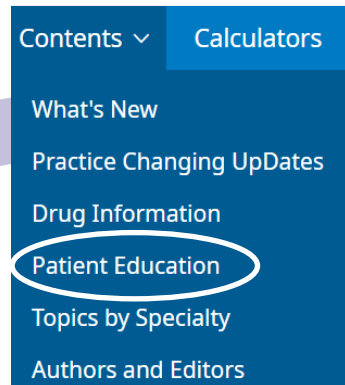 Contents Calculators
What's New
Practice Changing UpDates
Drug Information
Patient Education
Topics by Specialty
Authors and Editors